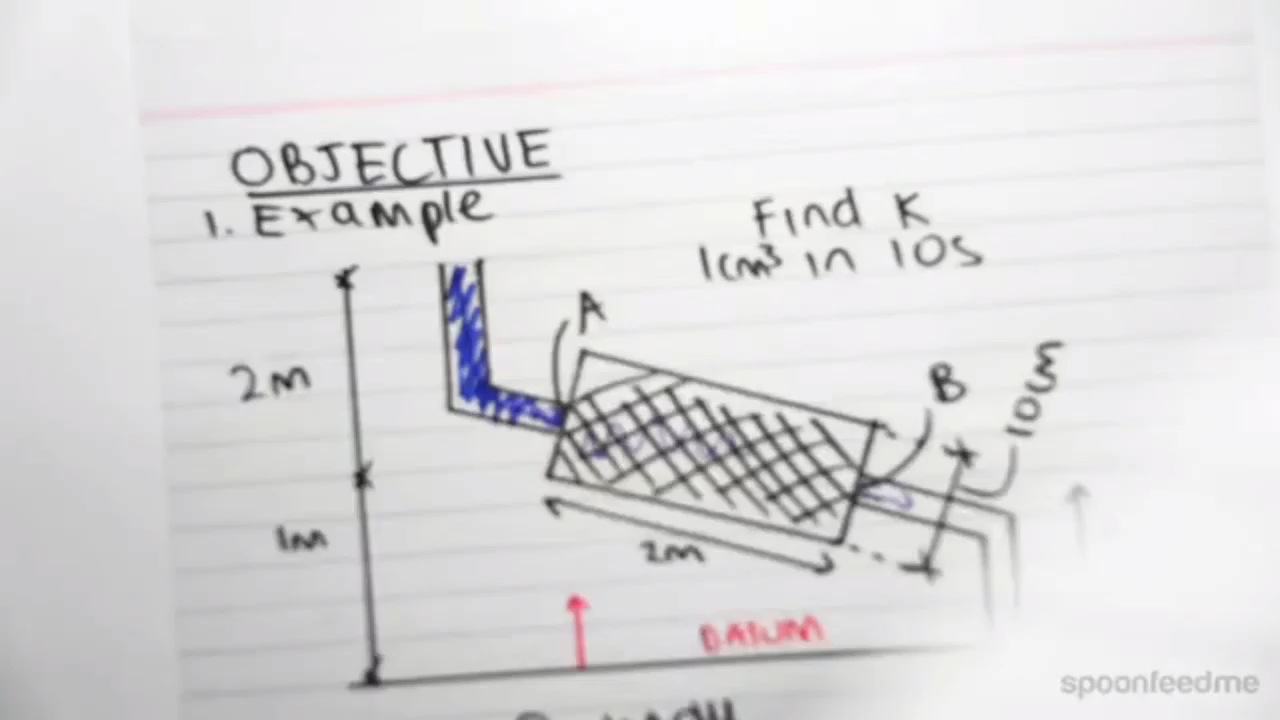 OBJECTIVE
1. Example
Find K
1cm³ in 10s
A
2m
B
10cm
1m
2m
DATUM
spoonfeedme